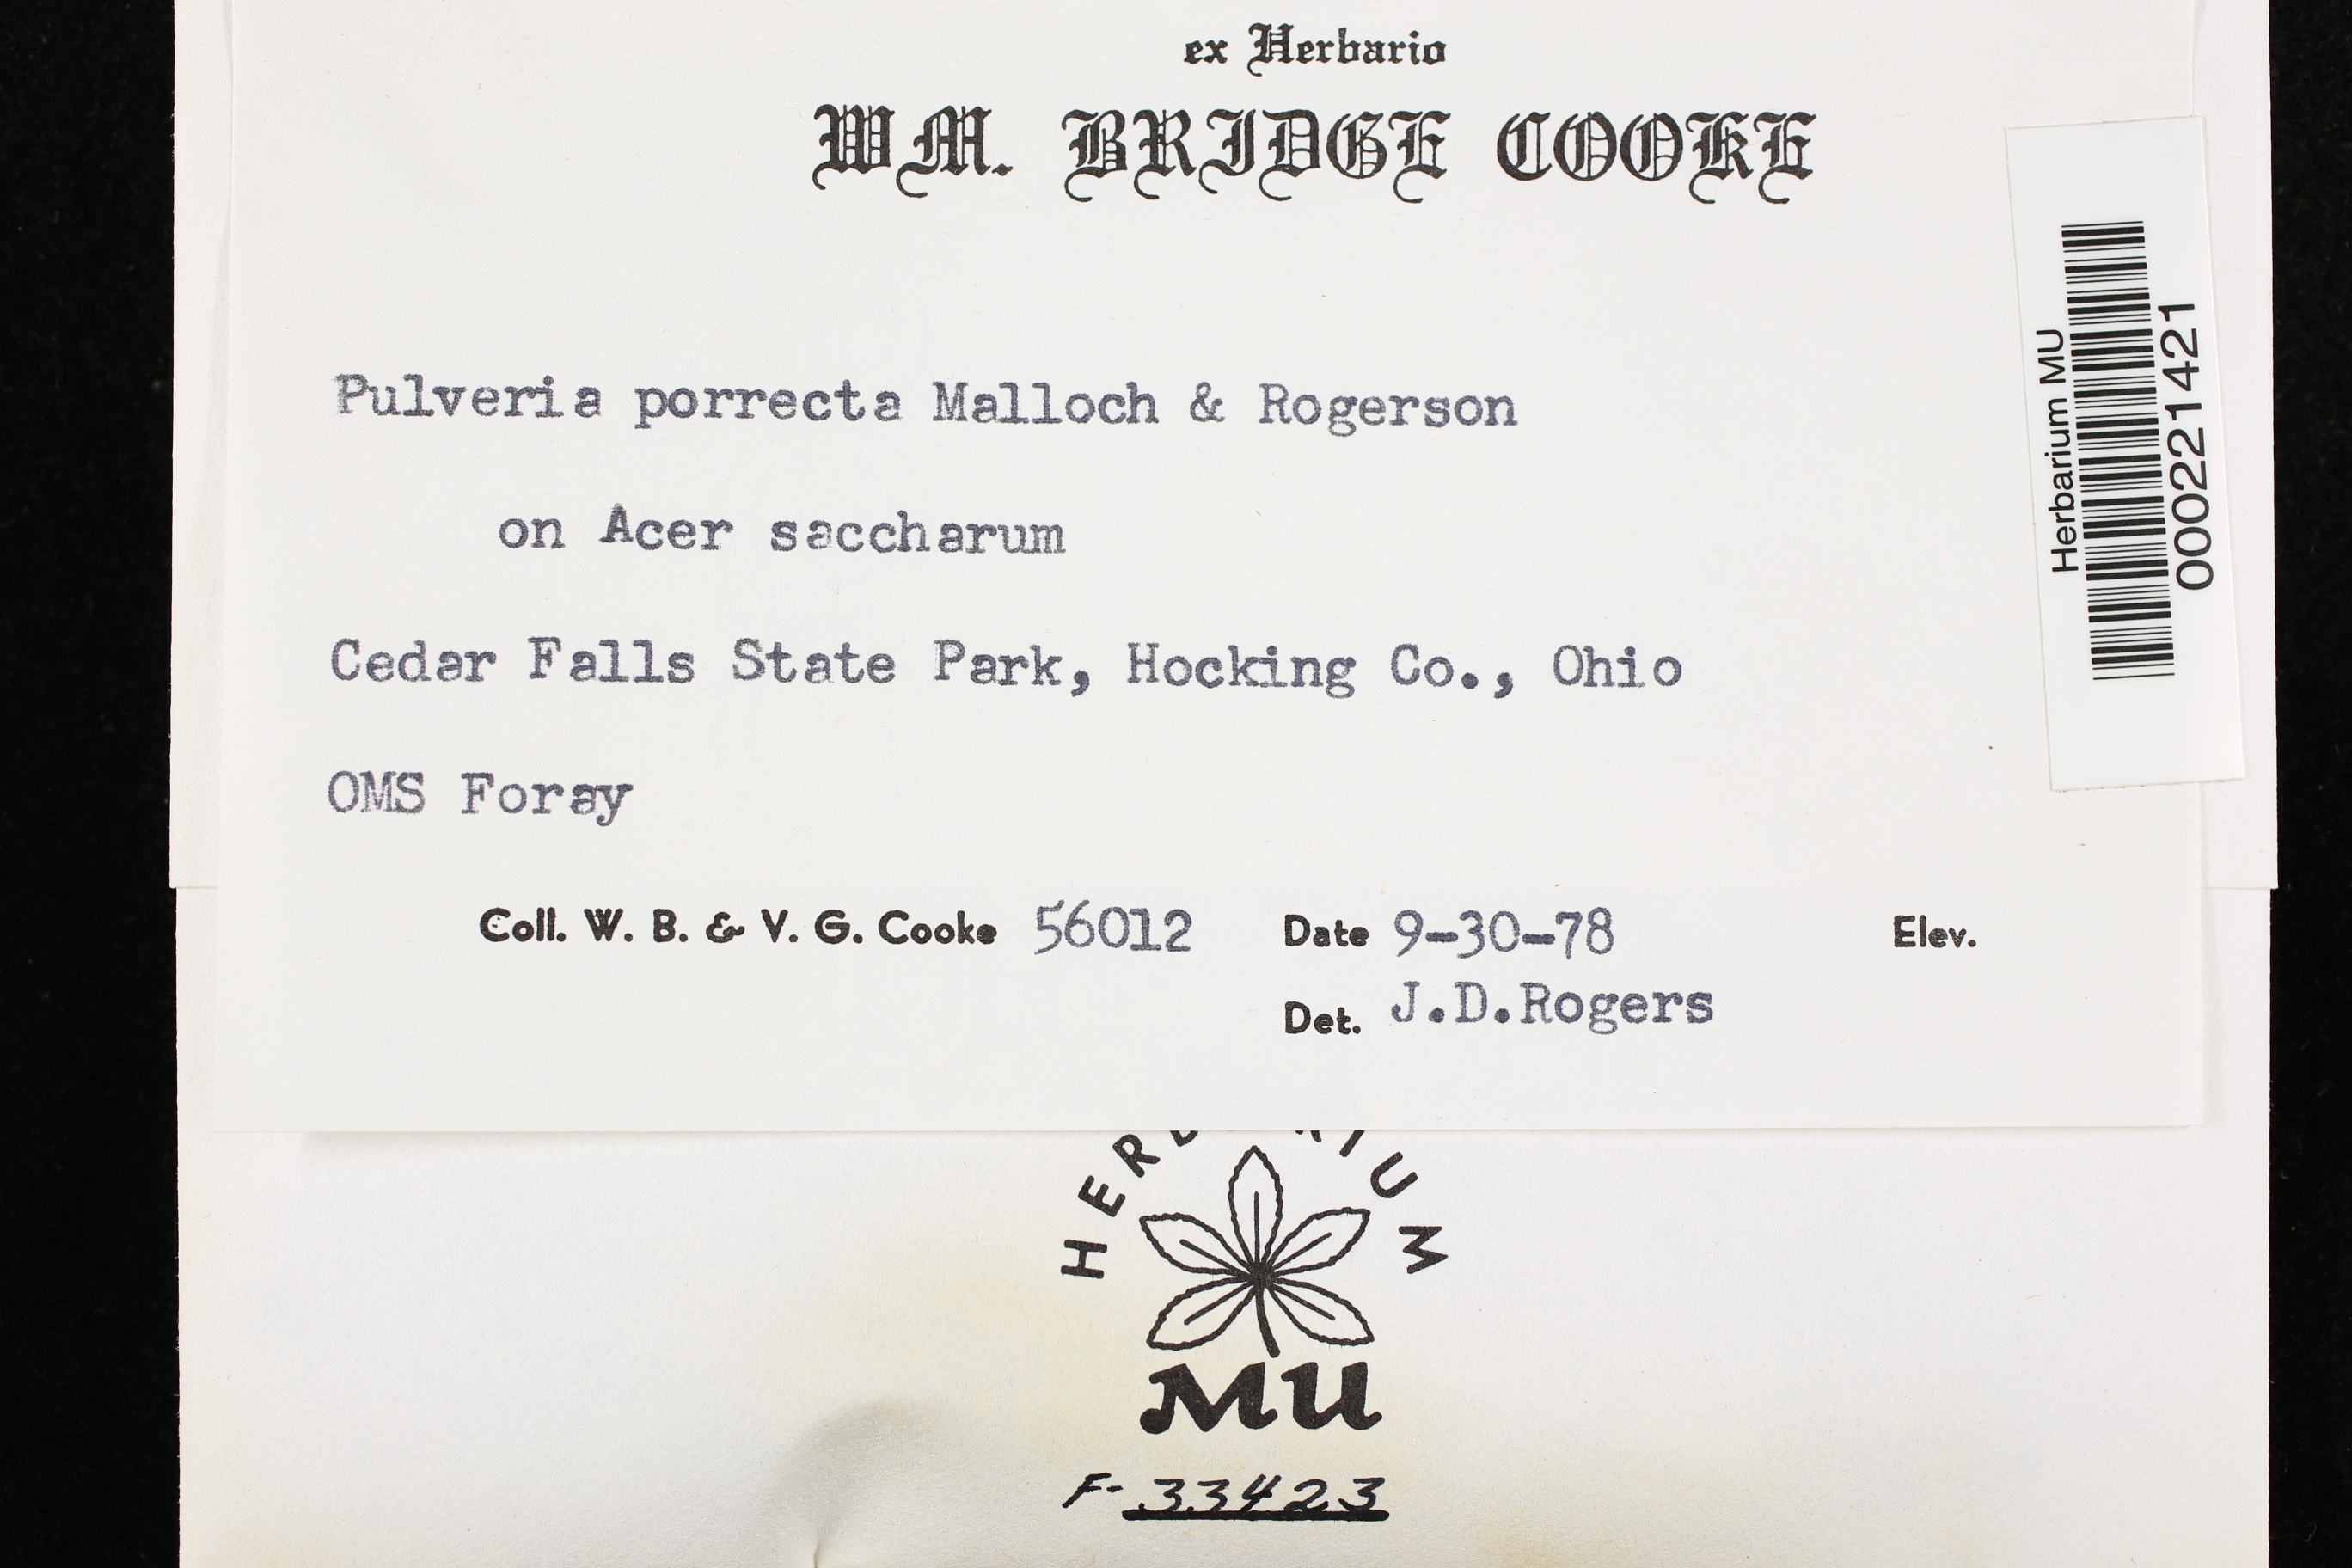 ex Herbario
WM. BRIDGE COOKE
Pulveria porrecta Malloch & Rogerson
on Acer saccharum
Cedar Falls State Park, Hocking Co., Ohio
OMS Foray
Coll. W. B. & V. G. Cooke 56012 Date 9-30-78 Elev.
Det. J.D.Rogers
Herbarium MU
000221421
HERBARIUM
MU
F-33423